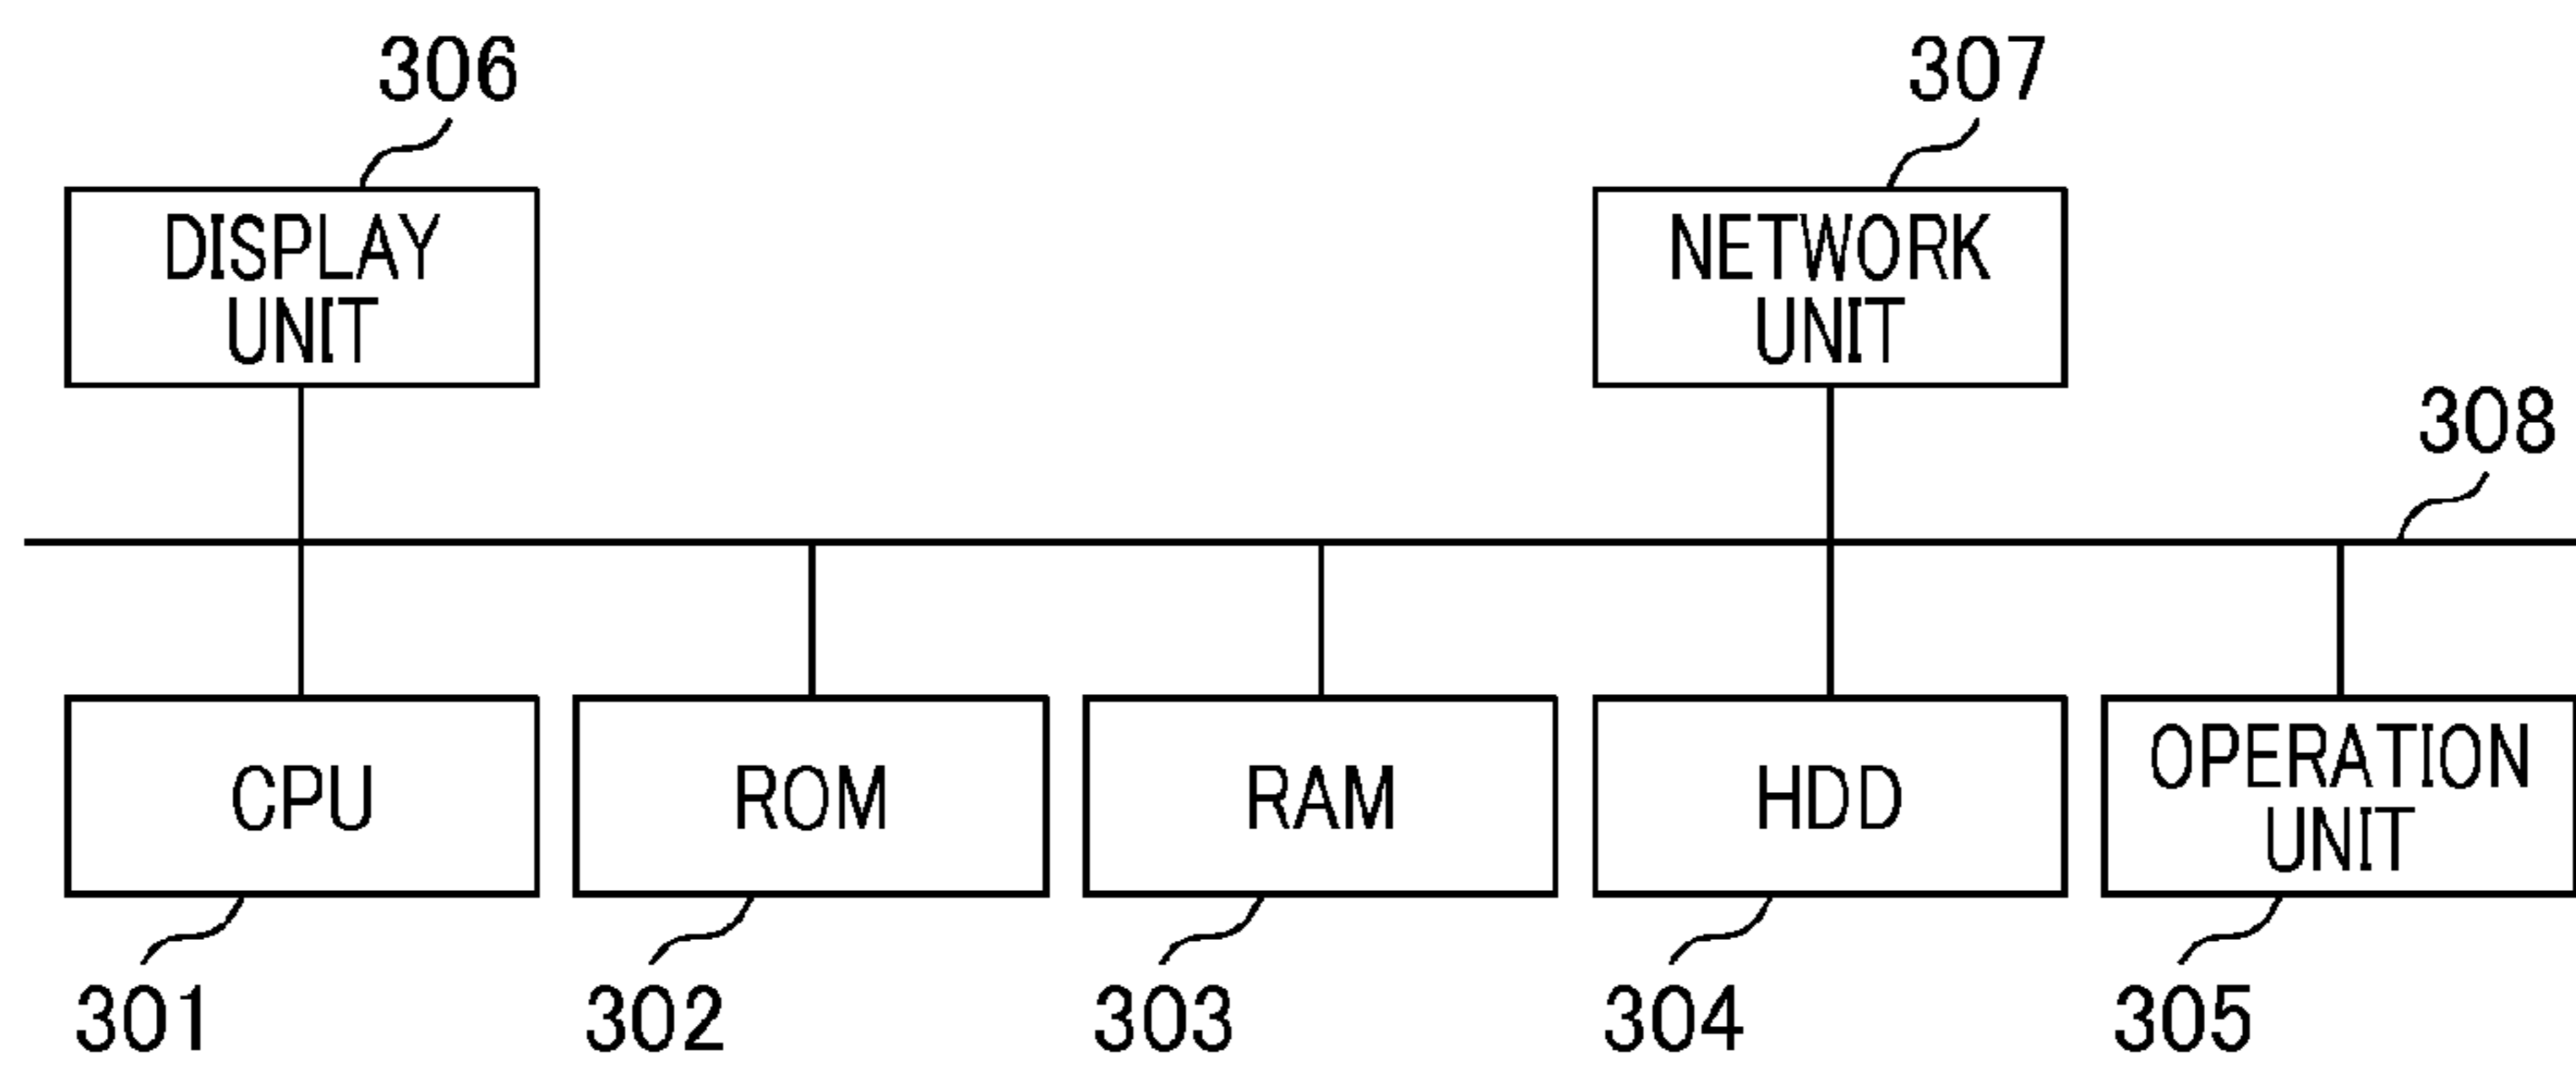 306
307
DISPLAY
UNIT
NETWORK
UNIT
308
CPU
ROM
RAM
HDD
OPERATION
UNIT
301
302
303
304
305